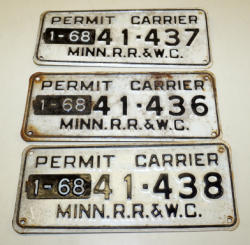 PERMIT CARRIER
1-68 41·437
MINN.R.R.&W.C.
PERMIT CARRIER
1-68 41·436
MINN.R.R.&W.C.
PERMIT CARRIER
1-68 41·438
MINN.R.R.&W.C.